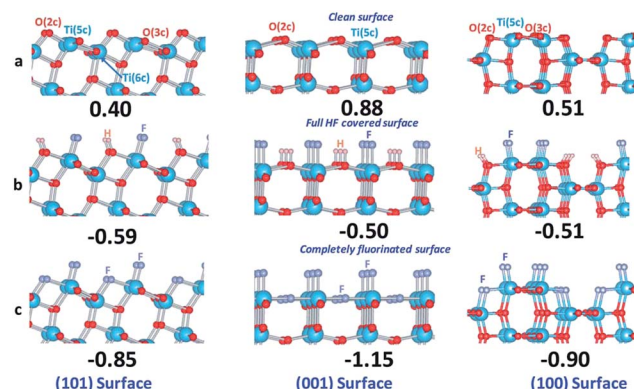 Clean surface
O(2c) Ti(5c) O(3c) O(2c) Ti(5c) O(2c) Ti(5c) O(3c)
a
Ti(6c)
0.40 0.88 0.51
Full HF covered surface
H F H F H F
b
-0.59 -0.50 -0.51
Completely fluorinated surface
F F F F F F
c
-0.85 -1.15 -0.90
(101) Surface (001) Surface (100) Surface